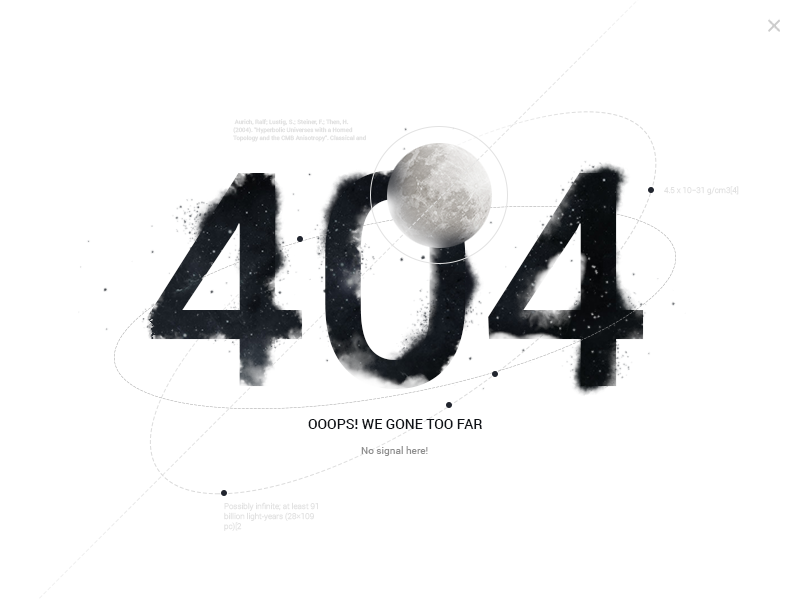 Aurich, Ralf; Lustig, S.; Steiner, F.; Then, H.
(2004). "Hyperbolic Universes with a Horned
Topology and the CMB Anisotropy". Classical and
4.5 x 10−31 g/cm3[4]
404
OOOPS! WE GONE TOO FAR
No signal here!
Possibly infinite; at least 91
billion light-years (28×109
pc)[2